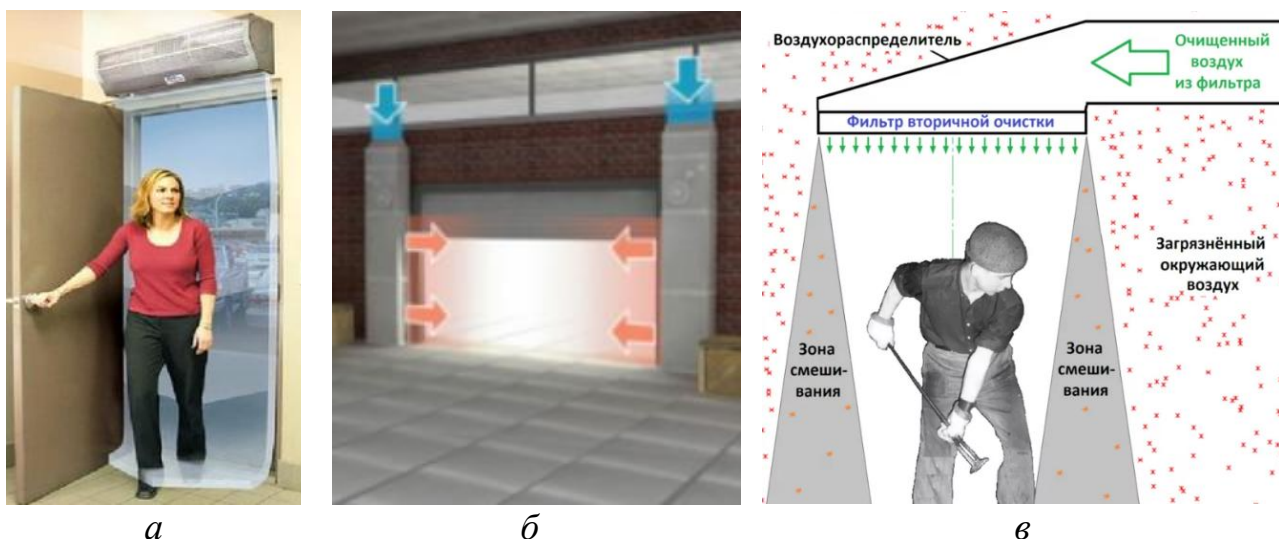 Воздухораспределитель
Очищенный
воздух
из фильтра
Фильтр вторичной очистки
Загрязнённый
окружающий
воздух
Зона
смеши-
вания
Зона
смеши-
вания
а
б
в